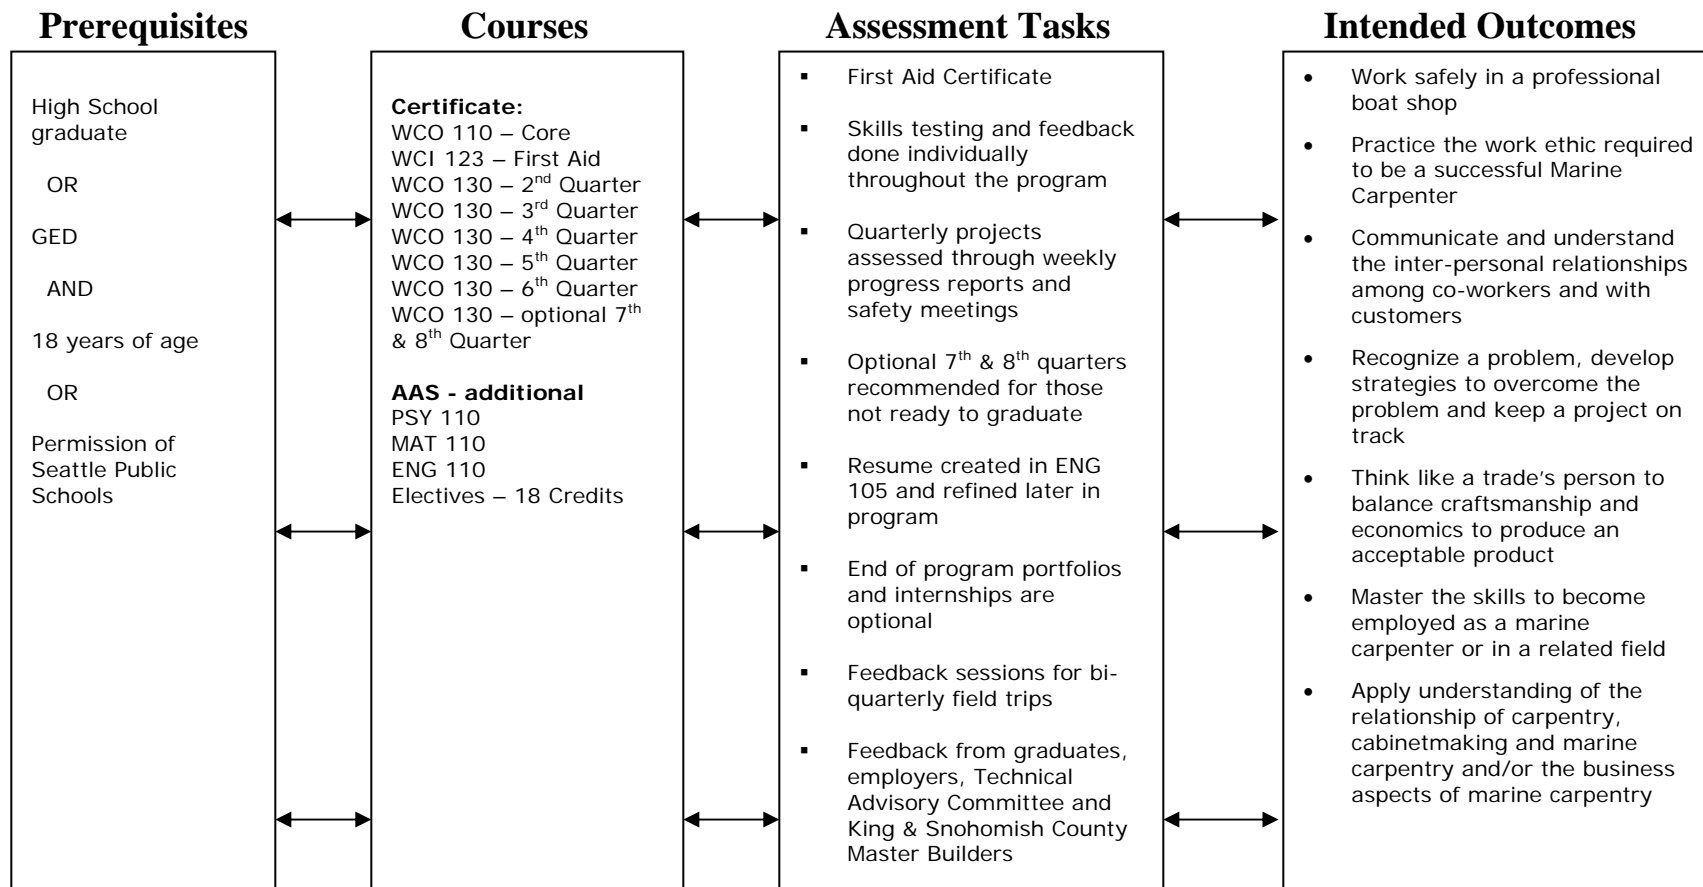 Prerequisites
High School
graduate
OR
GED
AND
18 years of age
OR
Permission of
Seattle Public
Schools
Courses
Certificate:
WCO 110 – Core
WCI 123 – First Aid
WCO 130 – 2nd Quarter
WCO 130 – 3rd Quarter
WCO 130 – 4th Quarter
WCO 130 – 5th Quarter
WCO 130 – 6th Quarter
WCO 130 – optional 7th
& 8th Quarter
AAS - additional
PSY 110
MAT 110
ENG 110
Electives – 18 Credits
Assessment Tasks
▪ First Aid Certificate
▪ Skills testing and feedback
done individually
throughout the program
▪ Quarterly projects
assessed through weekly
progress reports and
safety meetings
▪ Optional 7th & 8th quarters
recommended for those
not ready to graduate
▪ Resume created in ENG
105 and refined later in
program
▪ End of program portfolios
and internships are
optional
▪ Feedback sessions for bi-
quarterly field trips
▪ Feedback from graduates,
employers, Technical
Advisory Committee and
King & Snohomish County
Master Builders
Intended Outcomes
• Work safely in a professional
boat shop
• Practice the work ethic required
to be a successful Marine
Carpenter
• Communicate and understand
the inter-personal relationships
among co-workers and with
customers
• Recognize a problem, develop
strategies to overcome the
problem and keep a project on
track
• Think like a trade’s person to
balance craftsmanship and
economics to produce an
acceptable product
• Master the skills to become
employed as a marine
carpenter or in a related field
• Apply understanding of the
relationship of carpentry,
cabinetmaking and marine
carpentry and/or the business
aspects of marine carpentry